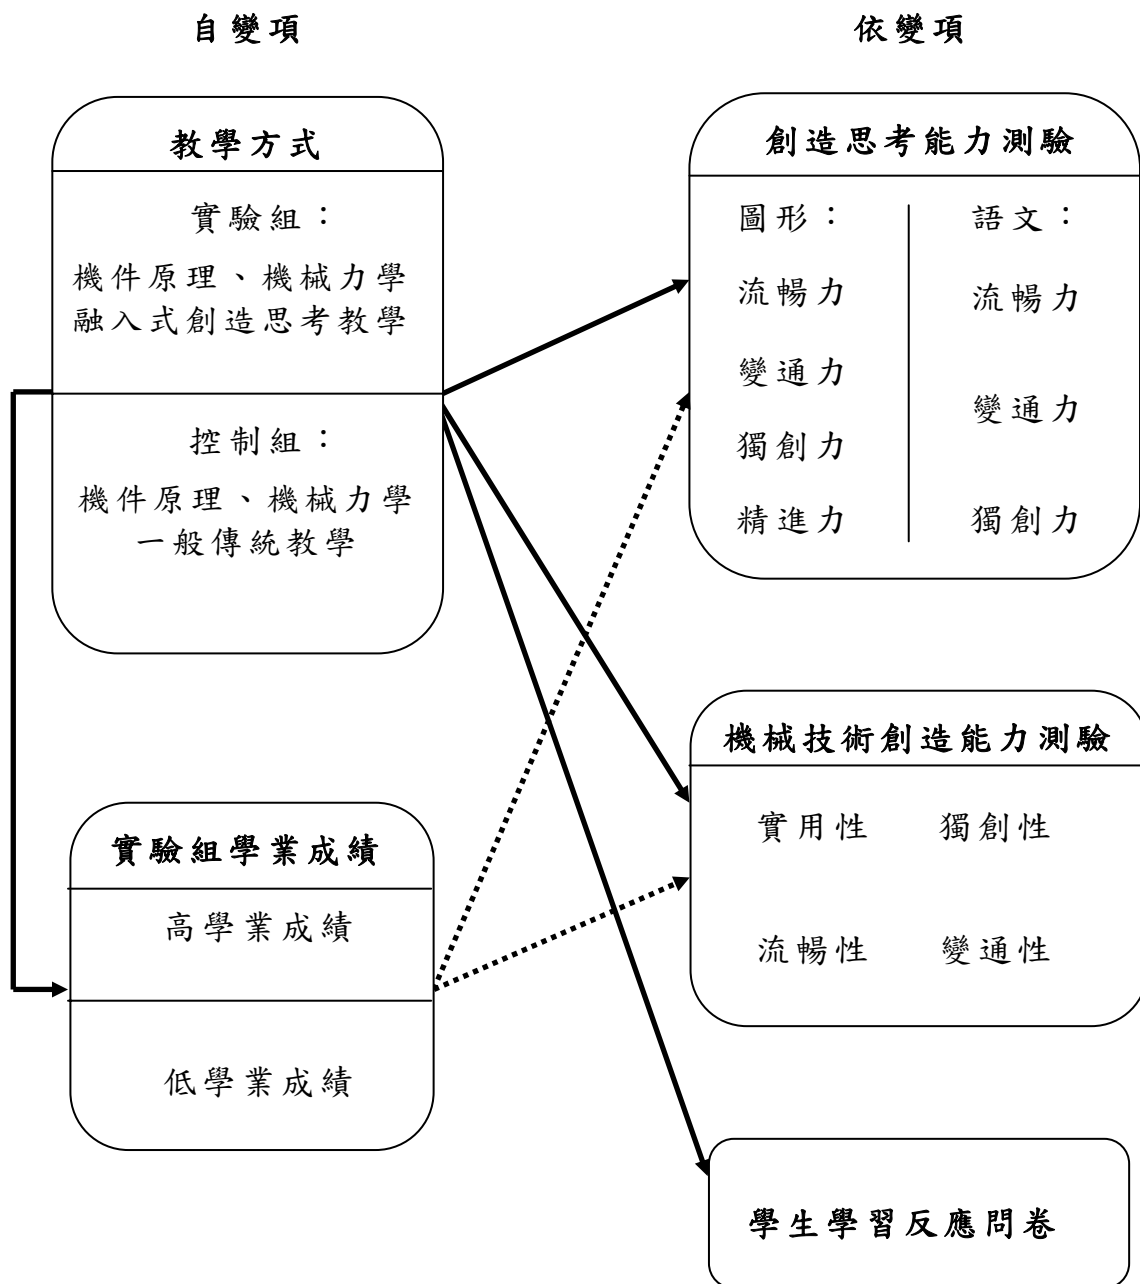 自變項
依變項
教學方式
實驗組：
機件原理、機械力學
融入式創造思考教學
控制組：
機件原理、機械力學
一般傳統教學
實驗組學業成績
高學業成績
低學業成績
創造思考能力測驗
圖形：
流暢力
變通力
獨創力
精進力
語文：
流暢力
變通力
獨創力
機械技術創造能力測驗
實用性 獨創性
流暢性 變通性
學生學習反應問卷